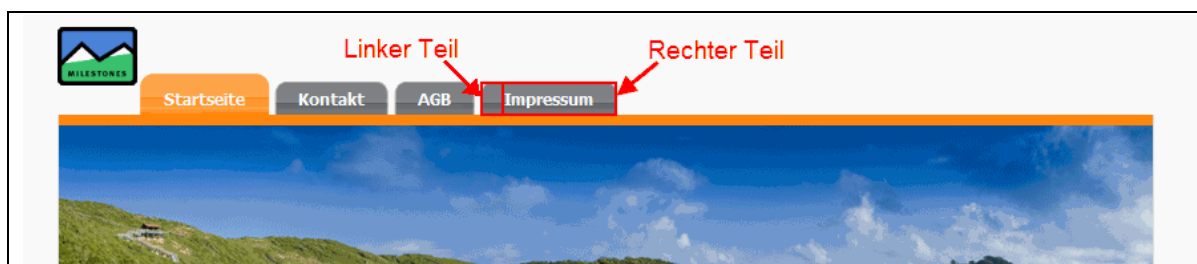 Linker Teil
Rechter Teil
MILESTONES
Startseite
Kontakt
AGB
Impressum